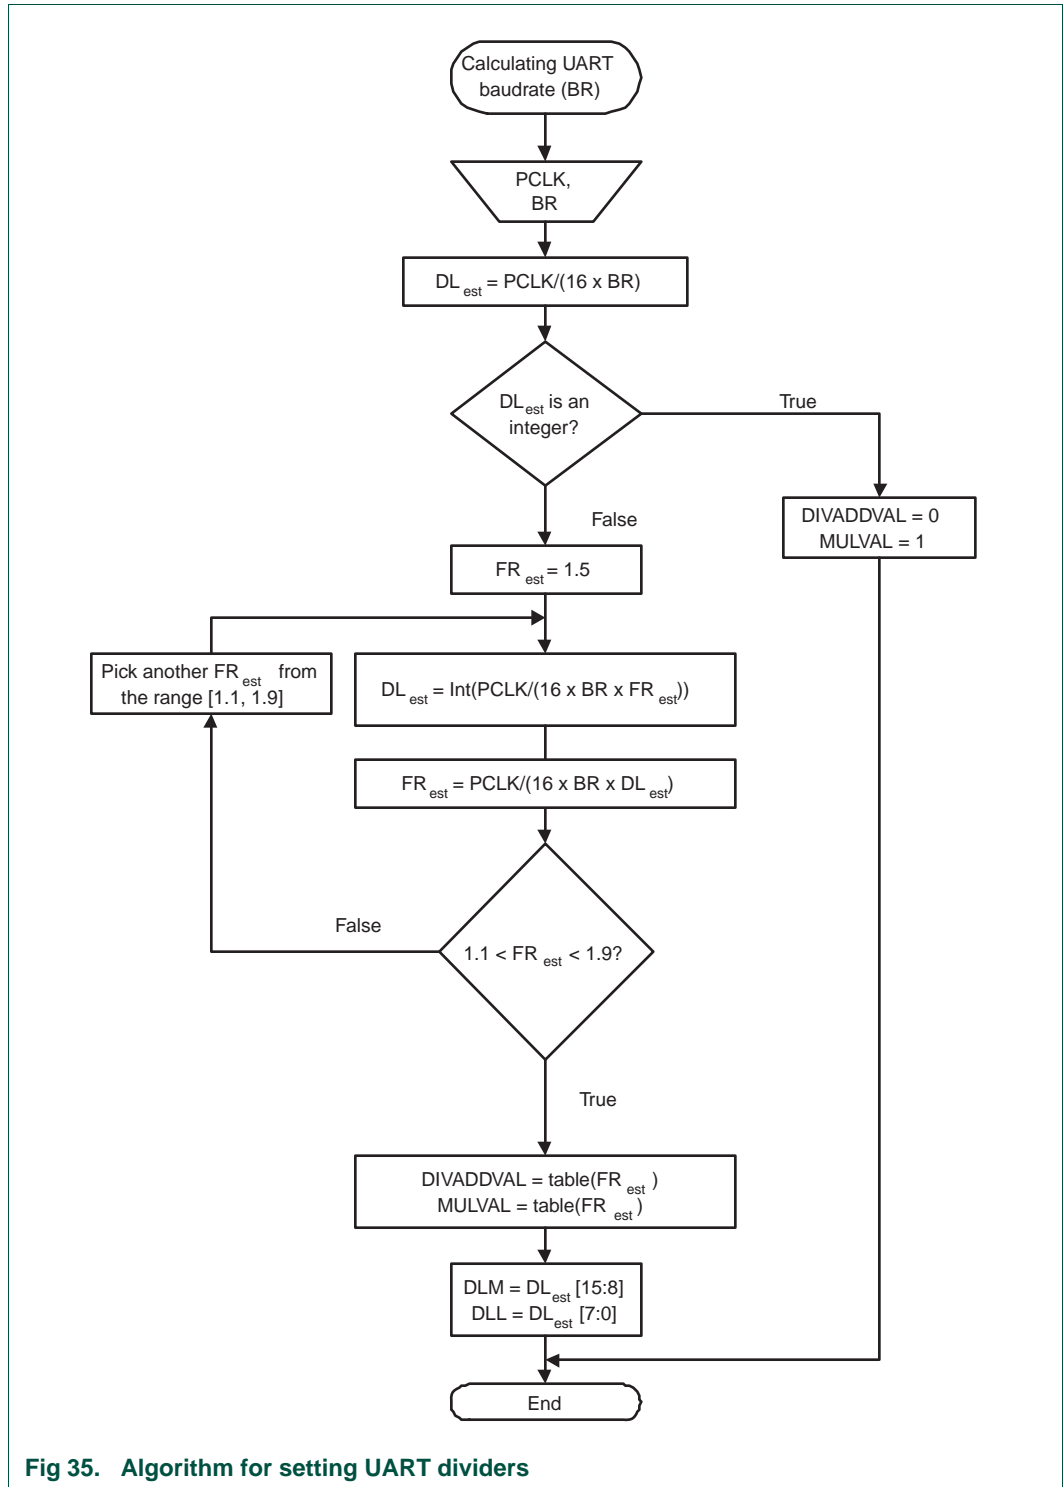 Calculating UART
baudrate (BR)
PCLK,
BR
DL est = PCLK/(16 x BR)
DL est is an
integer?
True
False
DIVADDVAL = 0
MULVAL = 1
FR est = 1.5
Pick another FR est from
the range [1.1, 1.9]
DL est = Int(PCLK/(16 x BR x FR est))
FR est = PCLK/(16 x BR x DL est)
False
1.1 < FR est < 1.9?
True
DIVADDVAL = table(FR est )
MULVAL = table(FR est )
DLM = DL est [15:8]
DLL = DL est [7:0]
End
Fig 35. Algorithm for setting UART dividers